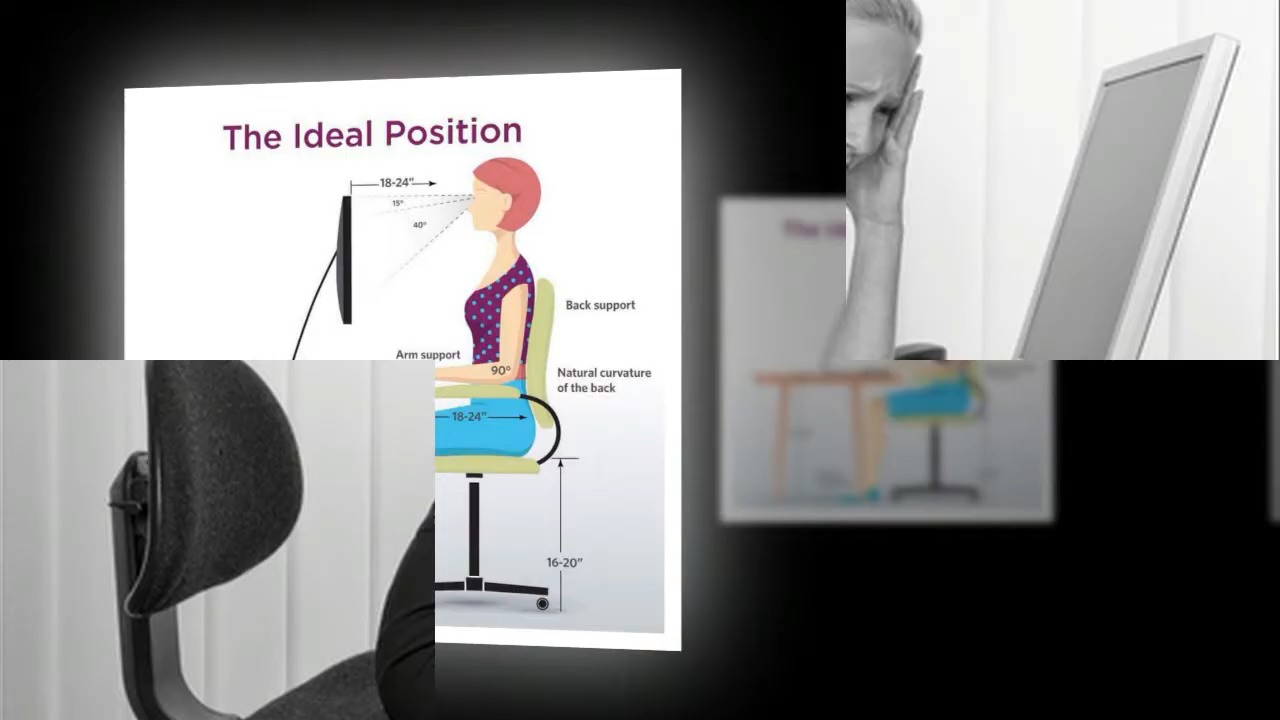 The Ideal Position
18-24"
15°
40°
Back support
Arm support
90°
Natural curvature
of the back
18-24"
16-20"